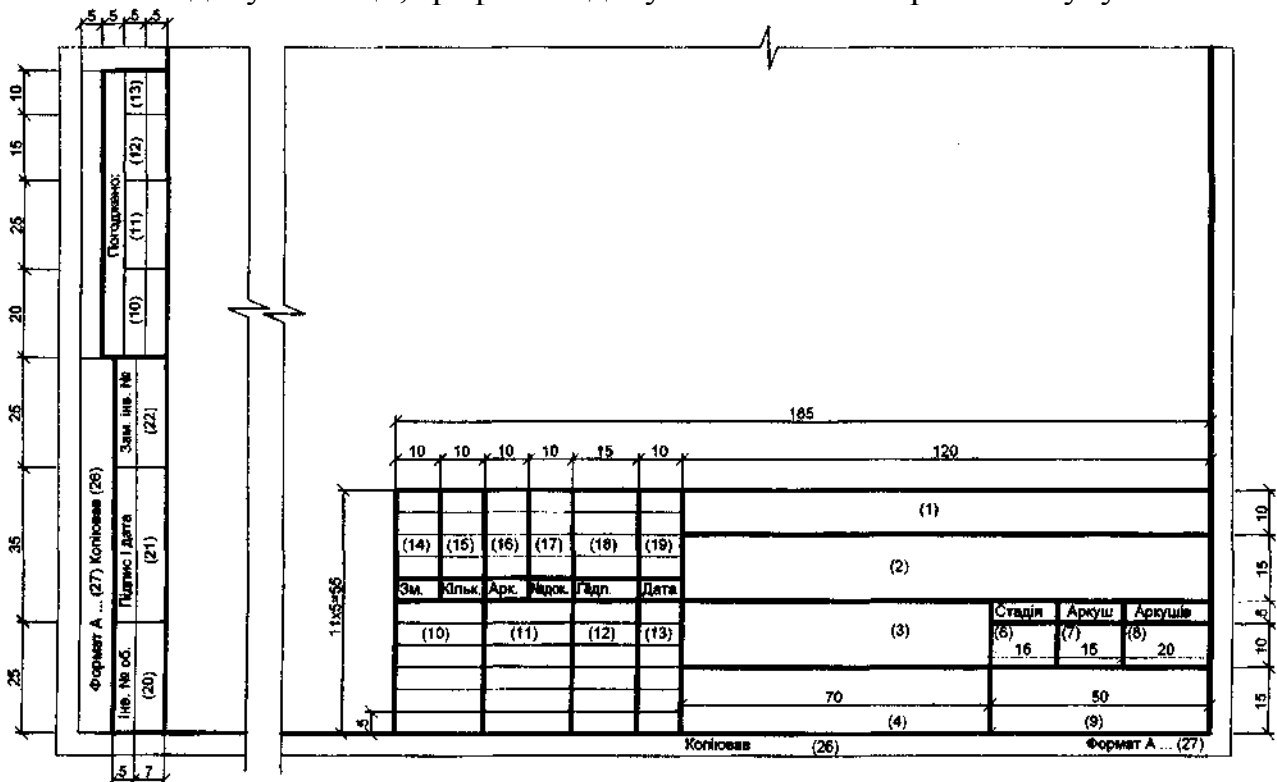 5 5 5 5
10 15 25 20 25 35 25
Погоджено:
(13)
(12)
(11)
(10)
Зам. інв. №
(22)
Підпис і дата
(21)
Інв. № об.
(20)
Формат А ... (27) Копіював (26)
5 7
185
10 10 10 10 15 10 120
11х5=55
5
(14) (15) (16) (17) (18) (19)
Зм. Кільк. Арк. №док. Підп. Дата
(10) (11) (12) (13)
(1)
(2)
(3)
Стадія Аркуш Аркушів
(6) (7) (8)
15 15 20
70 50
(4) (9)
10 15 5 10 15
Копіював (26) Формат А ... (27)